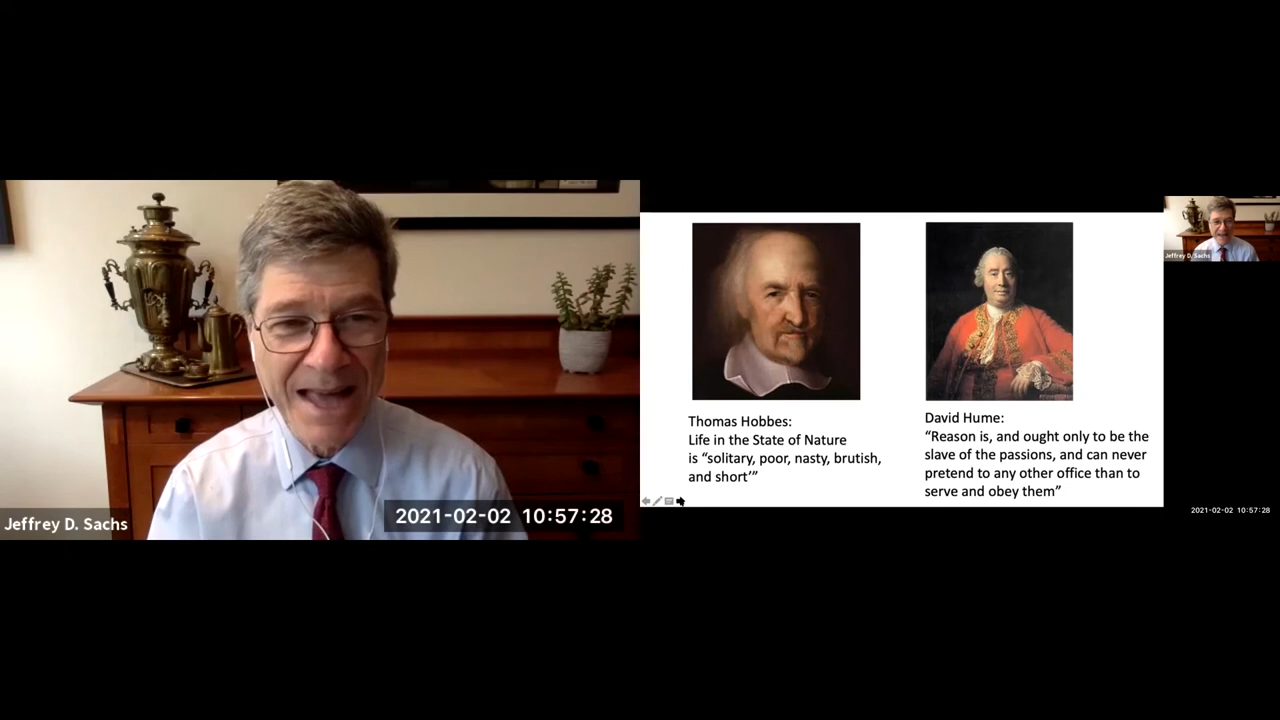 Jeffrey D. Sachs
2021-02-02 10:57:28
Thomas Hobbes:
Life in the State of Nature
is “solitary, poor, nasty, brutish,
and short’”
David Hume:
“Reason is, and ought only to be the
slave of the passions, and can never
pretend to any other office than to
serve and obey them”
Jeffrey D. Sachs
2021-02-02 10:57:28